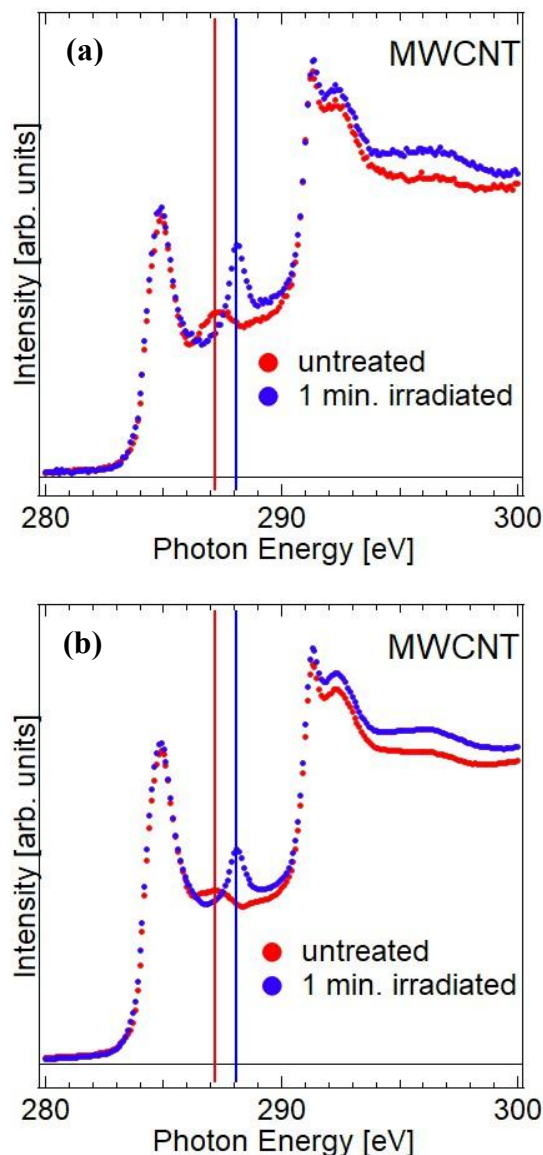 (a)
MWCNT
Intensity [arb. units]
untreated
1 min. irradiated
280
290
300
Photon Energy [eV]
(b)
MWCNT
Intensity [arb. units]
untreated
1 min. irradiated
280
290
300
Photon Energy [eV]